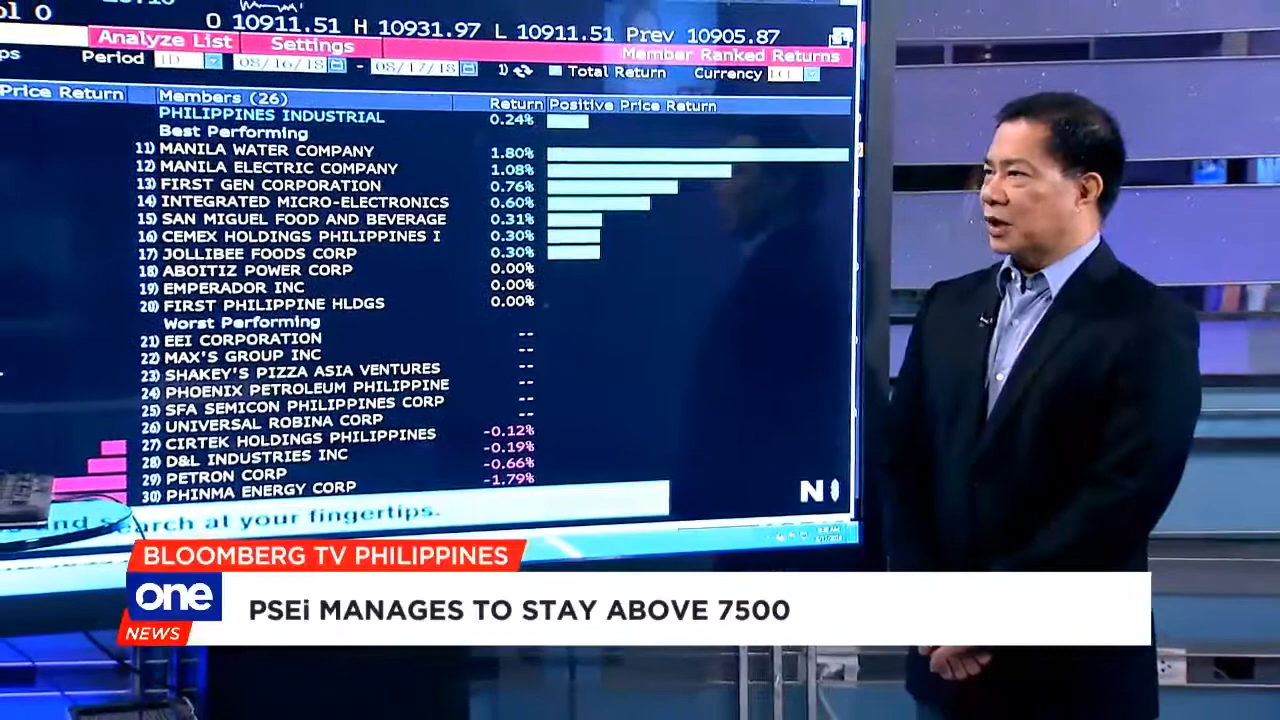 O 10911.51 H 10931.97 L 10911.51 Prev 10905.87
Analyze List Settings Member Ranked Returns
Period 1D 08/16/18 - 08/17/18 1) Total Return Currency
Price Return Members (26) Return Positive Price Return
PHILIPPINES INDUSTRIAL 0.24%
Best Performing
11) MANILA WATER COMPANY 1.80%
12) MANILA ELECTRIC COMPANY 1.08%
13) FIRST GEN CORPORATION 0.76%
14) INTEGRATED MICRO-ELECTRONICS 0.60%
15) SAN MIGUEL FOOD AND BEVERAGE 0.31%
16) CEMEX HOLDINGS PHILIPPINES I 0.30%
17) JOLLIBEE FOODS CORP 0.30%
18) ABOITIZ POWER CORP 0.00%
19) EMPERADOR INC 0.00%
20) FIRST PHILIPPINE HLDGS 0.00%
Worst Performing
21) EEI CORPORATION --
22) MAX'S GROUP INC --
23) SHAKEY'S PIZZA ASIA VENTURES --
24) PHOENIX PETROLEUM PHILIPPINE --
25) SFA SEMICON PHILIPPINES CORP --
26) UNIVERSAL ROBINA CORP --
27) CIRTEK HOLDINGS PHILIPPINES -0.12%
28) D&L INDUSTRIES INC -0.19%
29) PETRON CORP -0.66%
30) PHINMA ENERGY CORP -1.79%
and search at your fingertips.
BLOOMBERG TV PHILIPPINES
one
NEWS
PSEi MANAGES TO STAY ABOVE 7500